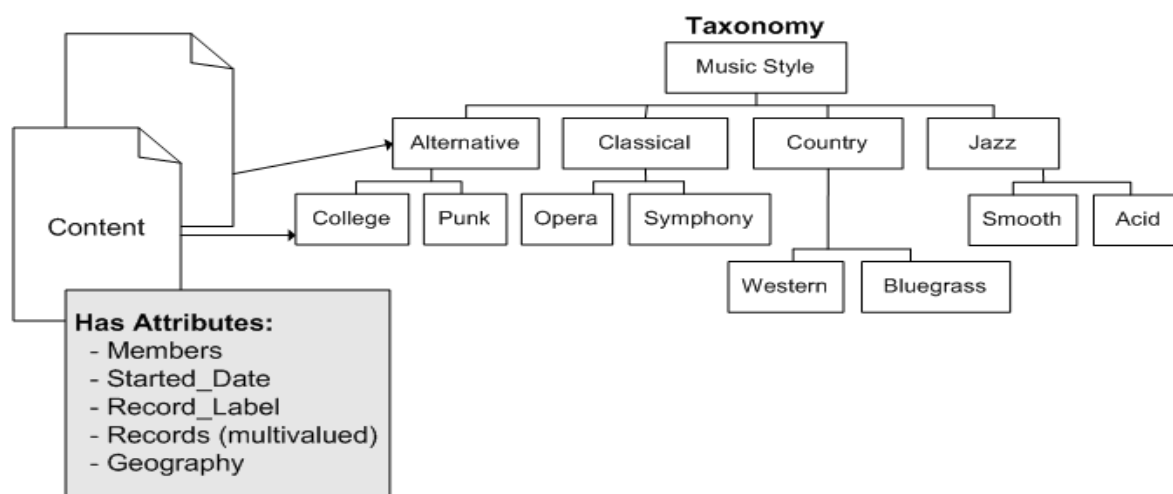 Taxonomy
Music Style
Alternative
Classical
Country
Jazz
College
Punk
Opera
Symphony
Smooth
Acid
Western
Bluegrass
Content
Has Attributes:
- Members
- Started_Date
- Record_Label
- Records (multivalued)
- Geography